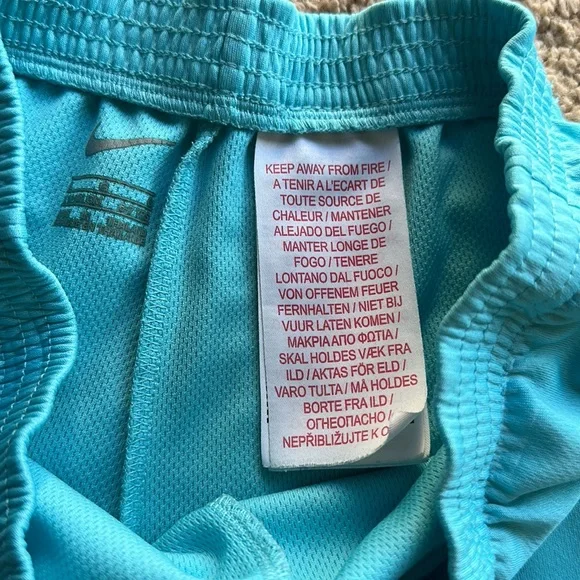 KEEP AWAY FROM FIRE /
A TENIR A L'ECART DE
TOUTE SOURCE DE
CHALEUR / MANTENER
ALEJADO DEL FUEGO /
MANTER LONGE DE
FOGO / TENERE
LONTANO DAL FUOCO /
VON OFFENEM FEUER
FERNHALTEN / NIET BIJ
VUUR LATEN KOMEN /
ΜΑΚΡΙΑ ΑΠΟ ΦΩΤΙΑ /
SKAL HOLDES VÆK FRA
ILD / AKTAS FÖR ELD /
VARO TULTA / MÅ HOLDES
BORTE FRA ILD /
ОГНЕОПАСНО /
NEPŘIBLIŽUJTE K O